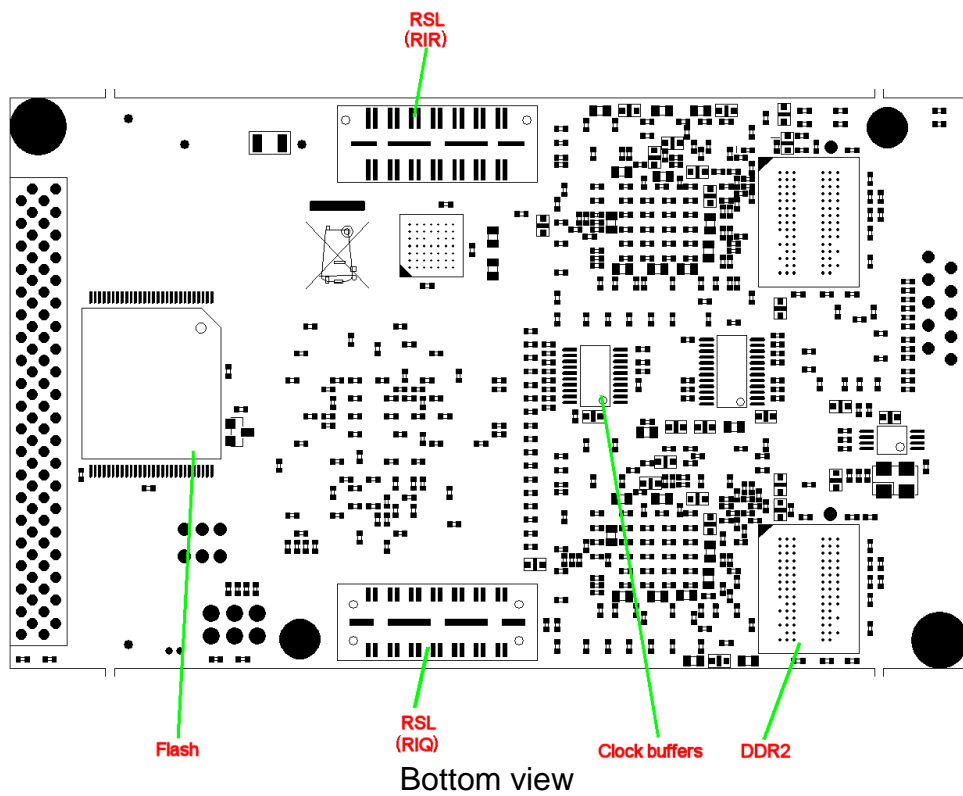 RSL
(RIR)
Flash
RSL
(RIQ)
Clock buffers
DDR2
Bottom view